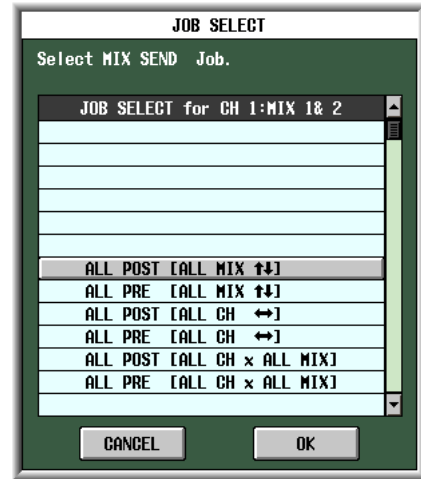 JOB SELECT
Select MIX SEND Job.
JOB SELECT for CH 1:MIX 1& 2
ALL POST [ALL MIX ↑↓]
ALL PRE [ALL MIX ↑↓]
ALL POST [ALL CH ↔]
ALL PRE [ALL CH ↔]
ALL POST [ALL CH x ALL MIX]
ALL PRE [ALL CH x ALL MIX]
CANCEL OK